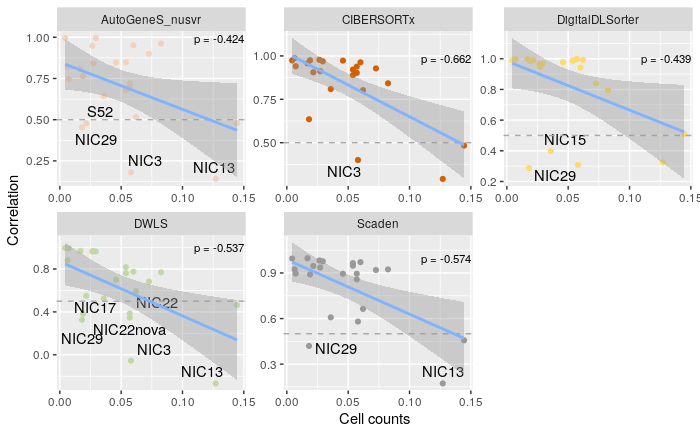 AutoGeneS_nusvr
CIBERSORTx
DigitalDLSorter
p = -0.424
p = -0.662
p = -0.439
1.00
0.75
0.50
0.25
1.00
0.75
0.50
1.0
0.8
0.6
0.4
0.2
S52
NIC29
NIC3
NIC13
NIC3
NIC15
NIC29
0.00 0.05 0.10 0.15
0.00 0.05 0.10 0.15
0.00 0.05 0.10 0.15
Correlation
DWLS
Scaden
p = -0.537
p = -0.574
0.8
0.4
0.0
0.9
0.6
0.3
NIC22
NIC17
NIC22nova
NIC29
NIC3
NIC13
NIC29
NIC13
0.00 0.05 0.10 0.15
0.00 0.05 0.10 0.15
Cell counts